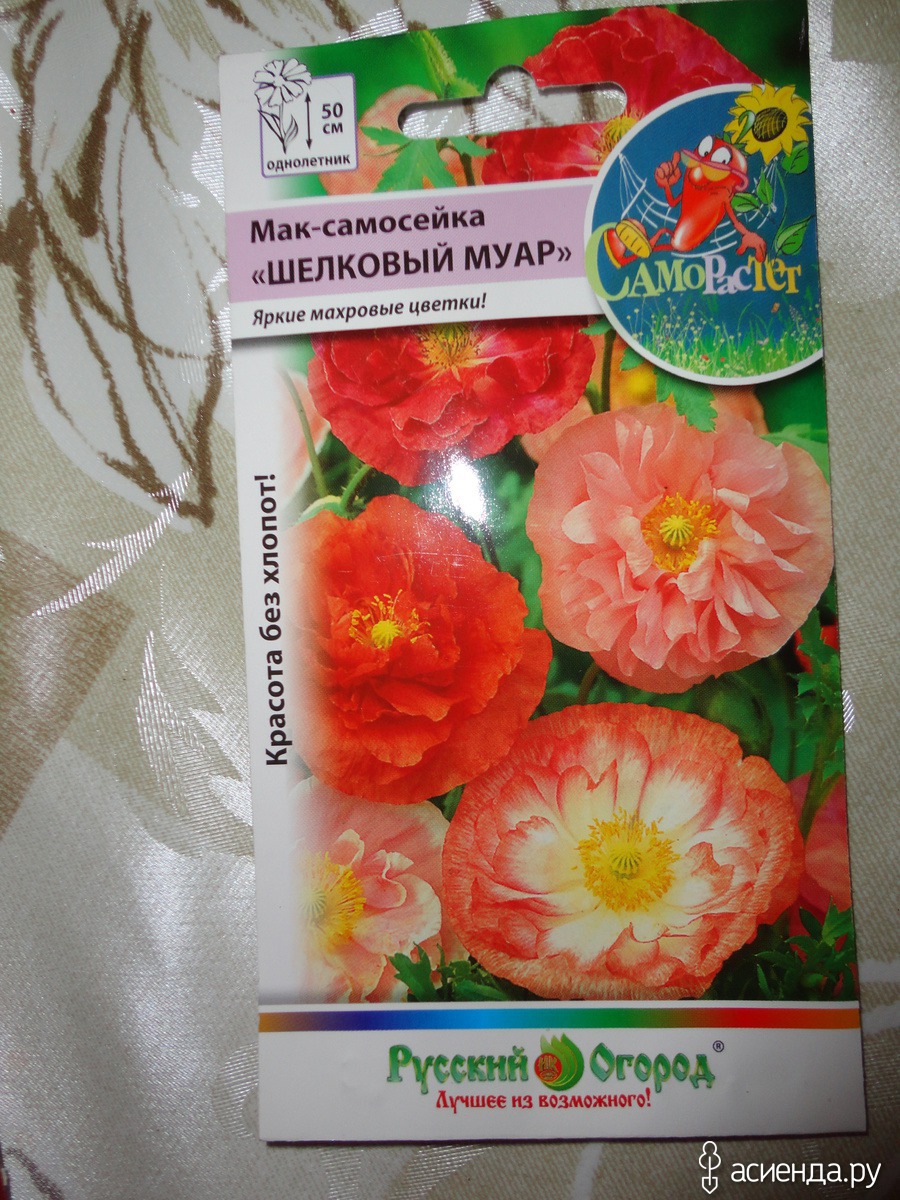 50
см
однолетник
Мак-самосейка
«ШЕЛКОВЫЙ МУАР»
Яркие махровые цветки!
САМОРАСТЕТ
Красота без хлопот!
Русский Огород®
Лучшее из возможного!
асиенда.ру